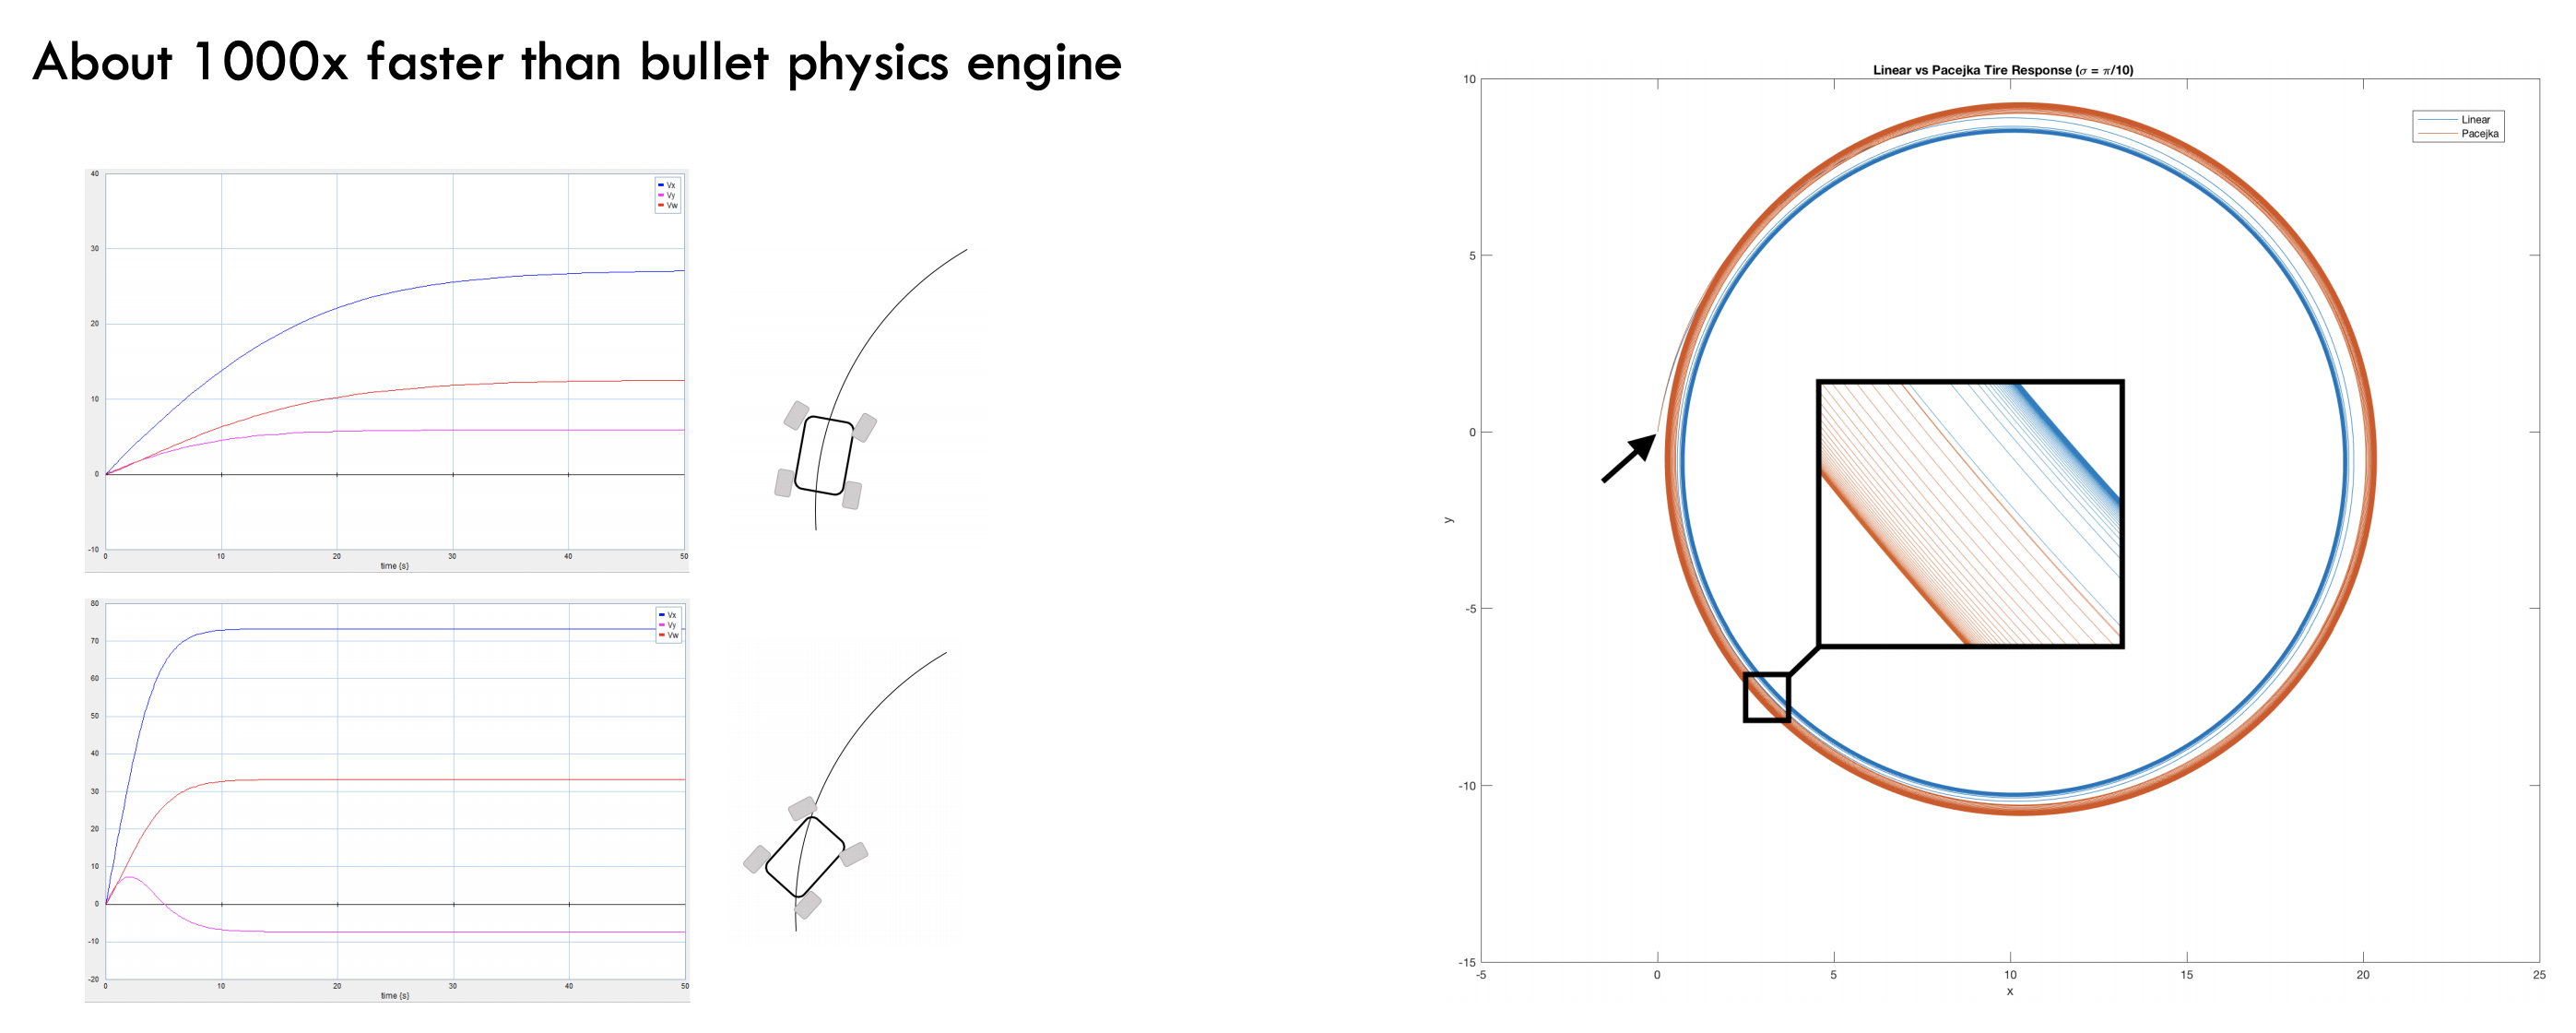 About 1000x faster than bullet physics engine
40
30
20
10
0
-10
0 10 20 30 40 50
time {s}
Vx
Vy
Vw
80
70
60
50
40
30
20
10
0
-10
-20
0 10 20 30 40 50
time {s}
Vx
Vy
Vw
Linear vs Pacejka Tire Response (σ = π/10)
10
5
0
-5
-10
-15
-5 0 5 10 15 20 25
x
y
Linear
Pacejka